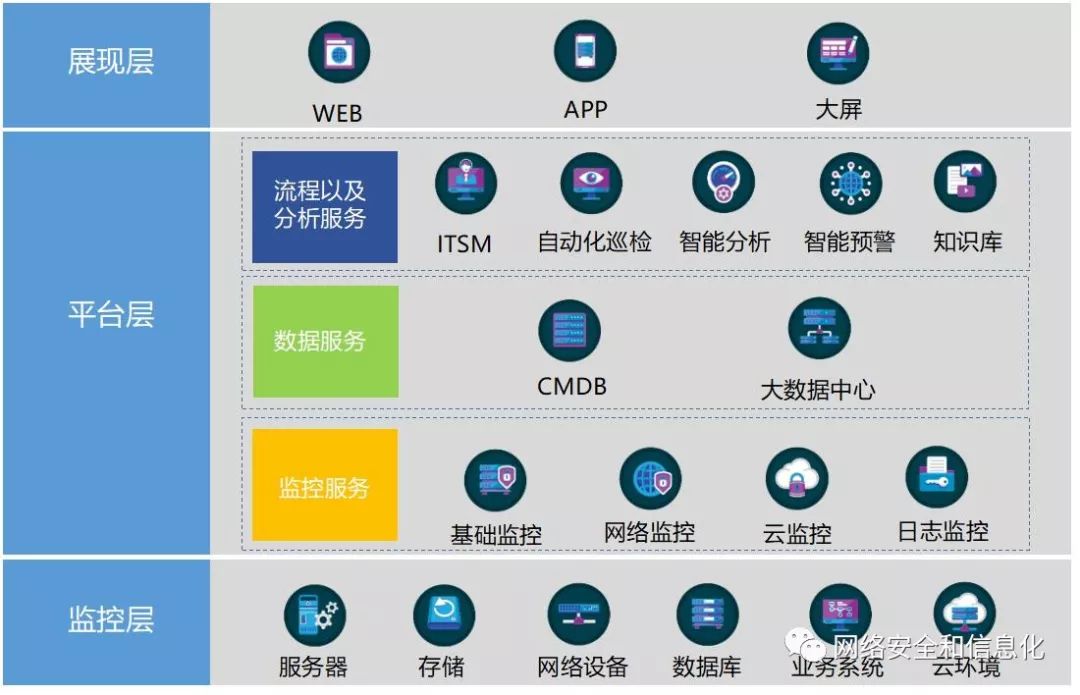 展现层
WEB
APP
大屏
平台层
流程以及
分析服务
ITSM
自动化巡检
智能分析
智能预警
知识库
数据服务
CMDB
大数据中心
监控服务
基础监控
网络监控
云监控
日志监控
监控层
服务器
存储
网络设备
数据库
业务系统
云环境
网络安全和信息化